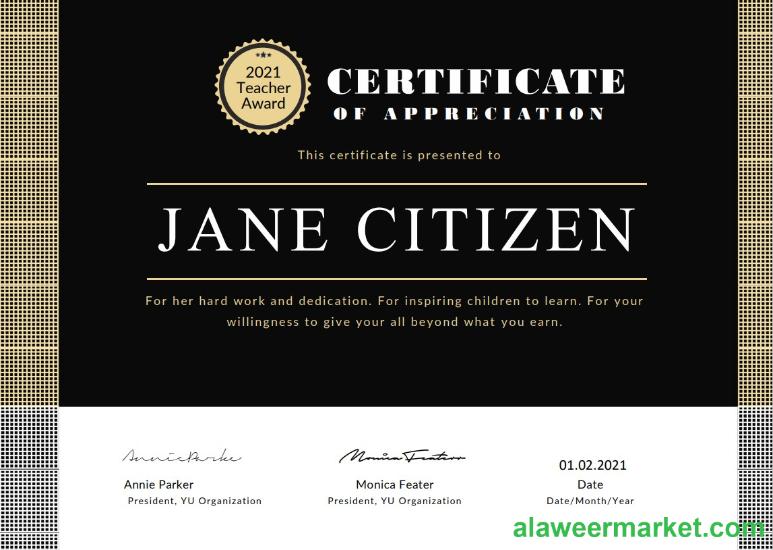 2021
Teacher
Award
CERTIFICATE
OF APPRECIATION
This certificate is presented to
JANE CITIZEN
For her hard work and dedication. For inspiring children to learn. For your
willingness to give your all beyond what you earn.
Annie Parke
Monica Featerr
01.02.2021
Annie Parker
Monica Feater
Date
President, YU Organization
President, YU Organization
Date/Month/Year
alaweermarket.com